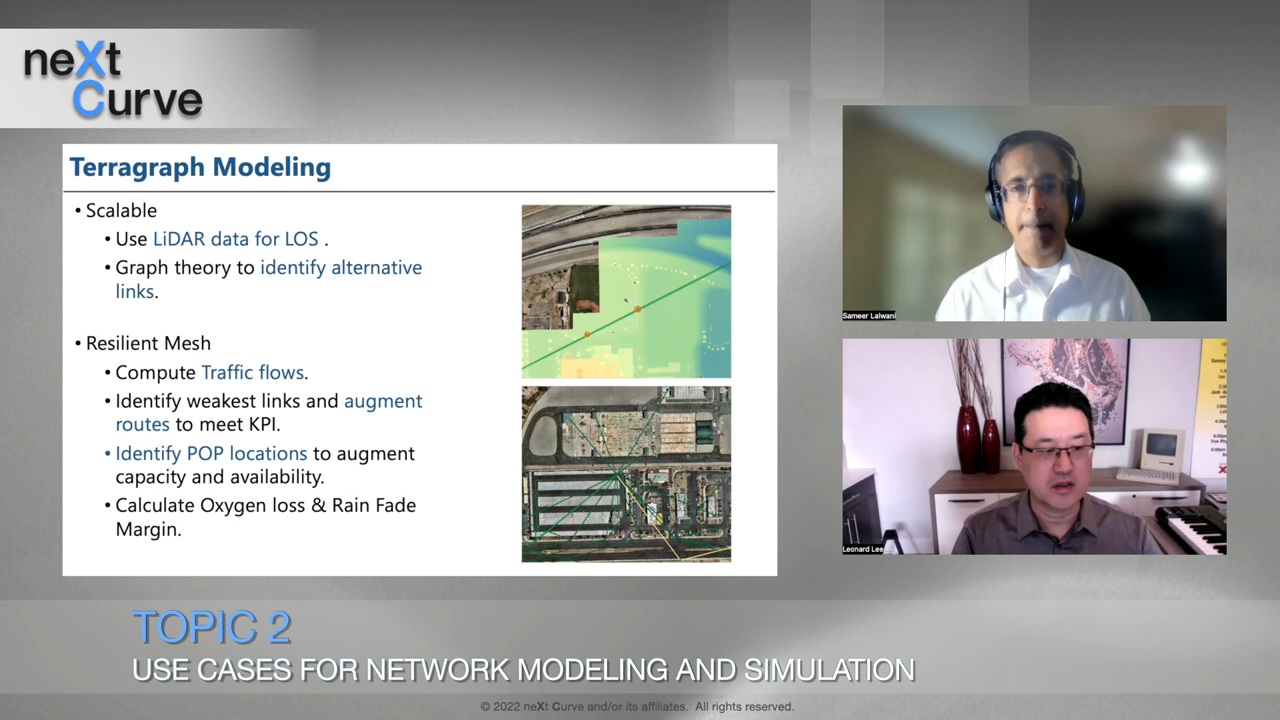 neXt
Curve
Terragraph Modeling
• Scalable
• Use LiDAR data for LOS .
• Graph theory to identify alternative
links.
• Resilient Mesh
• Compute Traffic flows.
• Identify weakest links and augment
routes to meet KPI.
• Identify POP locations to augment
capacity and availability.
• Calculate Oxygen loss & Rain Fade
Margin.
Sameer Lalwani
Leonard Lee
TOPIC 2
USE CASES FOR NETWORK MODELING AND SIMULATION
© 2022 neXt Curve and/or its affiliates. All rights reserved.